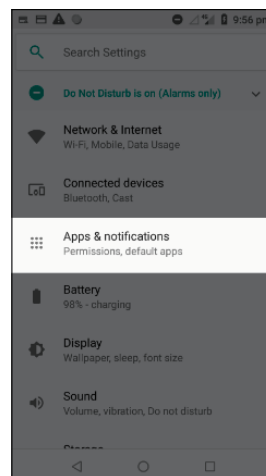 9:56 pm
Search Settings
Do Not Disturb is on (Alarms only)
Network & Internet
Wi-Fi, Mobile, Data Usage
Connected devices
Bluetooth, Cast
Apps & notifications
Permissions, default apps
Battery
98% - charging
Display
Wallpaper, sleep, font size
Sound
Volume, vibration, Do not disturb
Storage